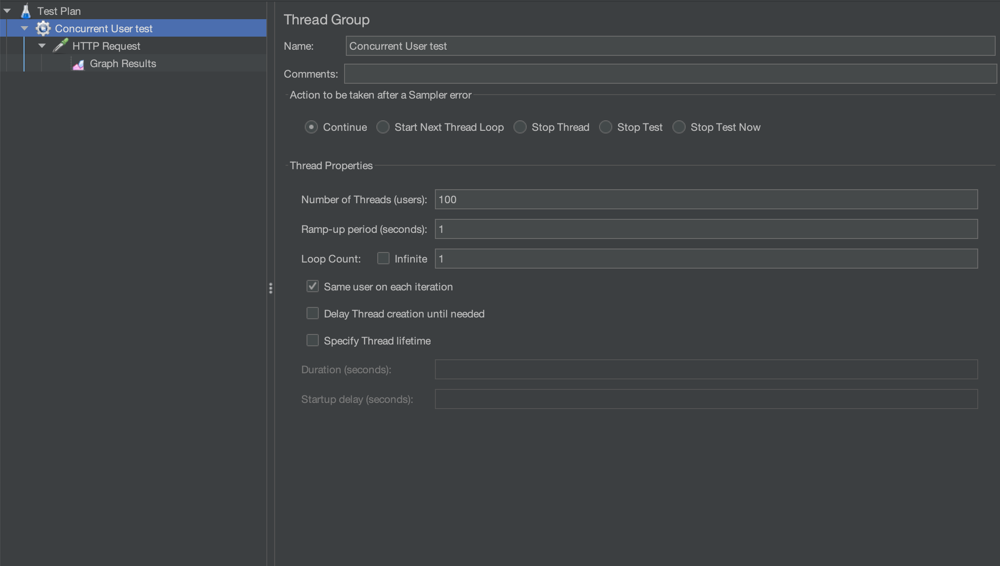 Test Plan
Concurrent User test
HTTP Request
Graph Results
Thread Group
Name: Concurrent User test
Comments:
Action to be taken after a Sampler error
Continue Start Next Thread Loop Stop Thread Stop Test Stop Test Now
Thread Properties
Number of Threads (users): 100
Ramp-up period (seconds): 1
Loop Count: Infinite 1
Same user on each iteration
Delay Thread creation until needed
Specify Thread lifetime
Duration (seconds):
Startup delay (seconds):